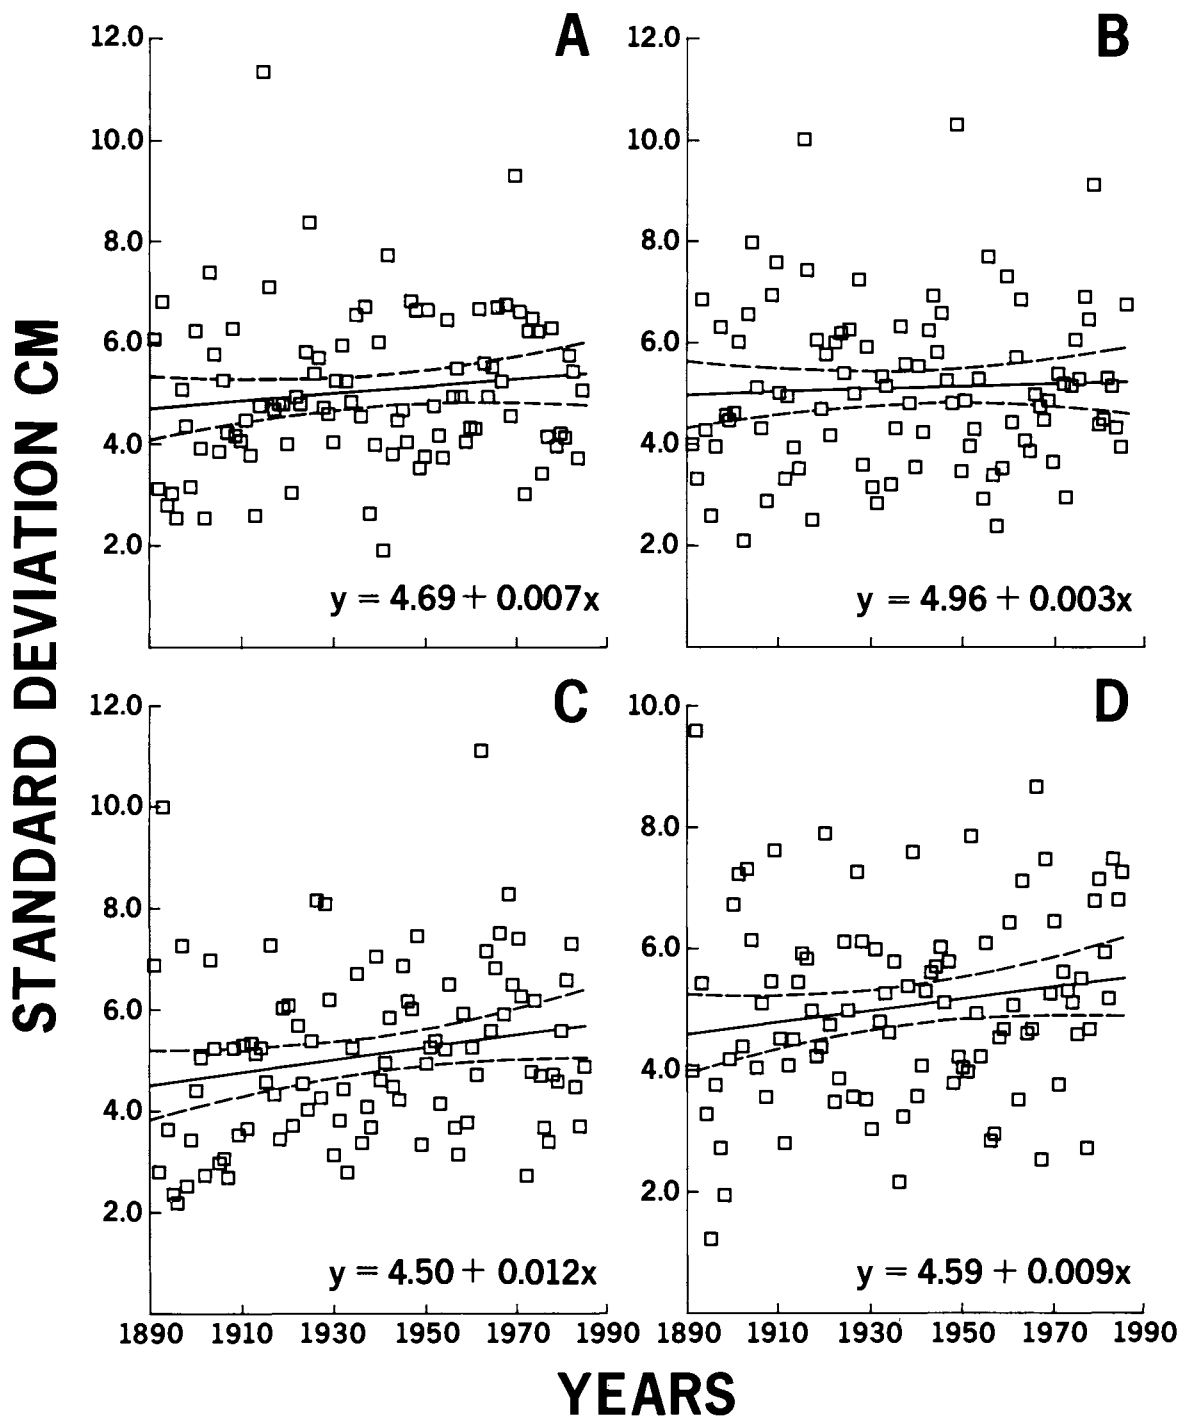 STANDARD DEVIATION CM
A
12.0
10.0
8.0
6.0
4.0
2.0
y = 4.69 + 0.007x
B
12.0
10.0
8.0
6.0
4.0
2.0
y = 4.96 + 0.003x
C
12.0
10.0
8.0
6.0
4.0
2.0
y = 4.50 + 0.012x
1890 1910 1930 1950 1970 1990
D
10.0
8.0
6.0
4.0
2.0
y = 4.59 + 0.009x
1890 1910 1930 1950 1970 1990
YEARS